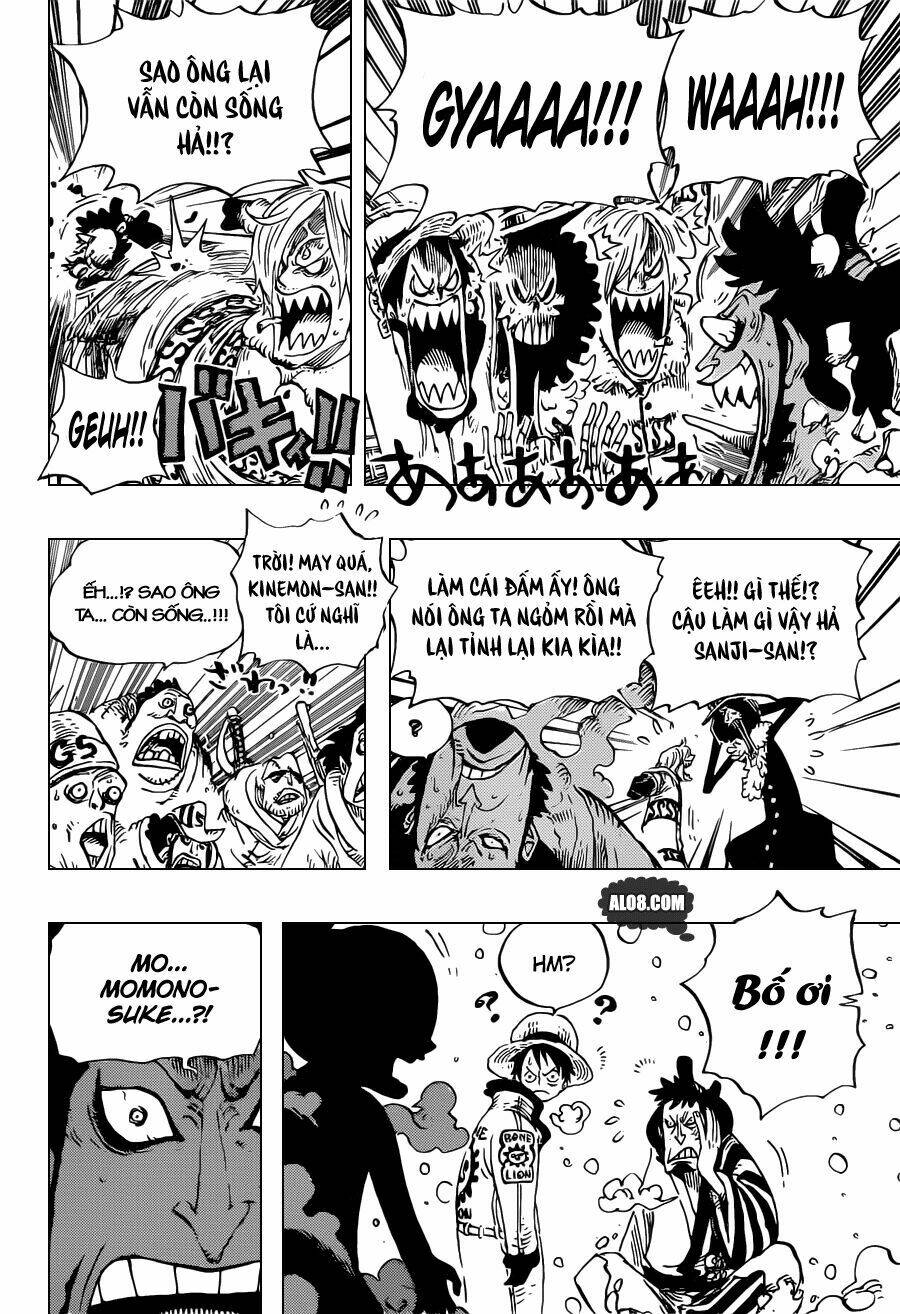 WAAAH!!!
GYAAAA!!!
ああああああ
SAO ÔNG LẠI
VẪN CÒN SỐNG
HẢ!!?
GEUH!!
バキィ!!
ÊEH!! GÌ THẾ!?
CẬU LÀM GÌ VẬY HẢ
SANJI-SAN!?
LÀM CÁI ĐẤM ẤY! ÔNG
NÓI ÔNG TA NGỎM RỒI MÀ
LẠI TỈNH LẠI KIA KÌA!!
?
TRỜI! MAY QUÁ,
KINEMON-SAN!!
TÔI CỨ NGHĨ
LÀ...
ẾH...!? SAO ÔNG
TA... CÒN SỐNG..!!!
GS
ALO8.COM
BỐ ƠI
!!!
HM?
?
?
BONE
LION
MO...
MOMONO-
SUKE...?!